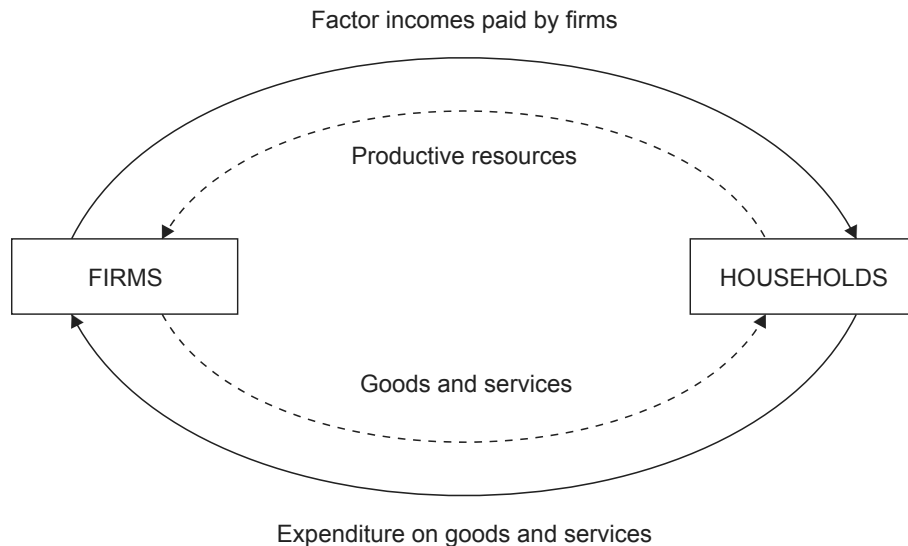 Factor incomes paid by firms
Productive resources
FIRMS
HOUSEHOLDS
Goods and services
Expenditure on goods and services